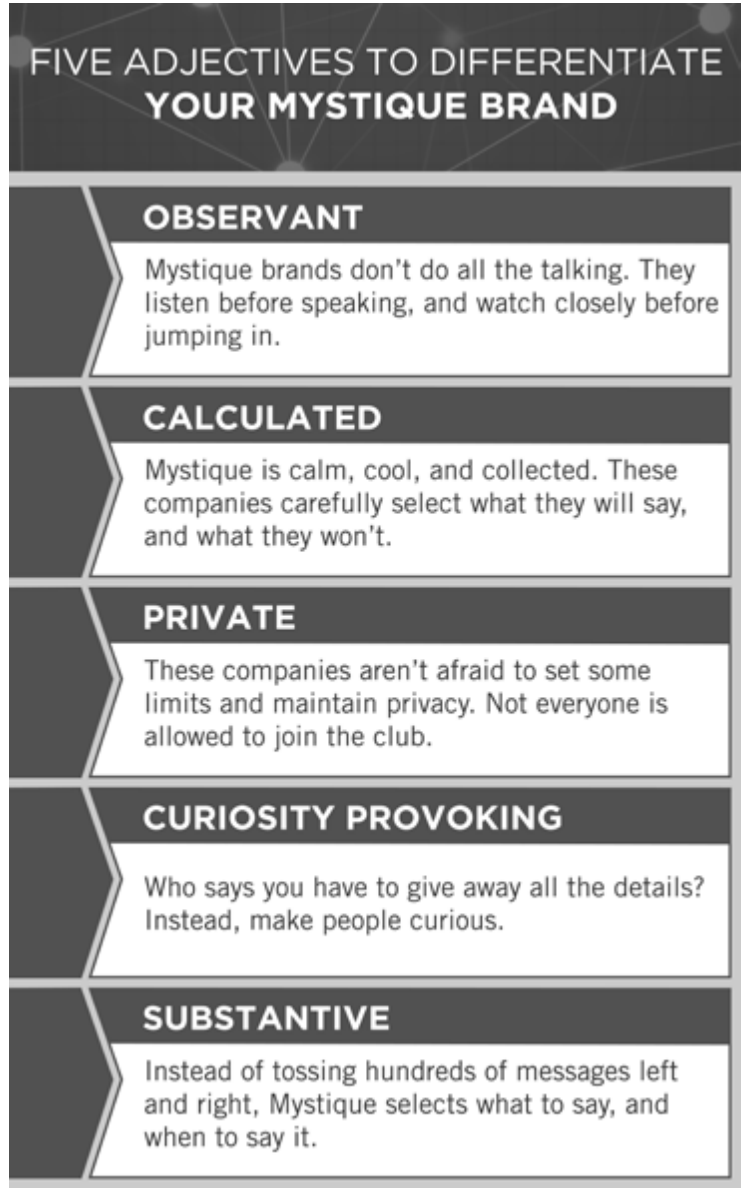 FIVE ADJECTIVES TO DIFFERENTIATE
YOUR MYSTIQUE BRAND
OBSERVANT
Mystique brands don't do all the talking. They
listen before speaking, and watch closely before
jumping in.
CALCULATED
Mystique is calm, cool, and collected. These
companies carefully select what they will say,
and what they won't.
PRIVATE
These companies aren't afraid to set some
limits and maintain privacy. Not everyone is
allowed to join the club.
CURIOSITY PROVOKING
Who says you have to give away all the details?
Instead, make people curious.
SUBSTANTIVE
Instead of tossing hundreds of messages left
and right, Mystique selects what to say, and
when to say it.